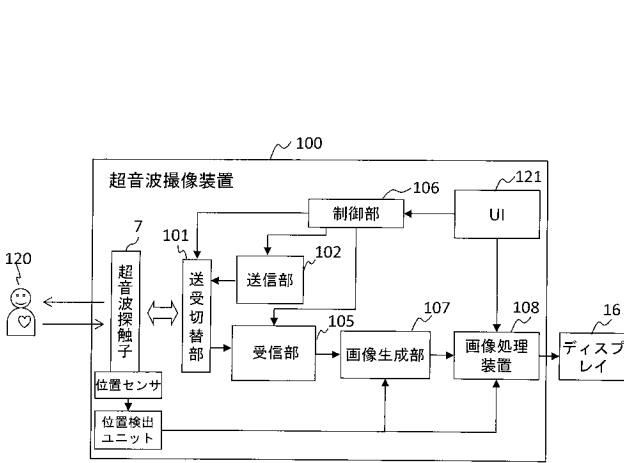 100
超音波撮像装置
106
121
制御部
UI
120
7
101
102
超音波探触子
送受切替部
送信部
107
108
16
105
受信部
画像生成部
画像処理
装置
ディスプ
レイ
位置センサ
位置検出
ユニット